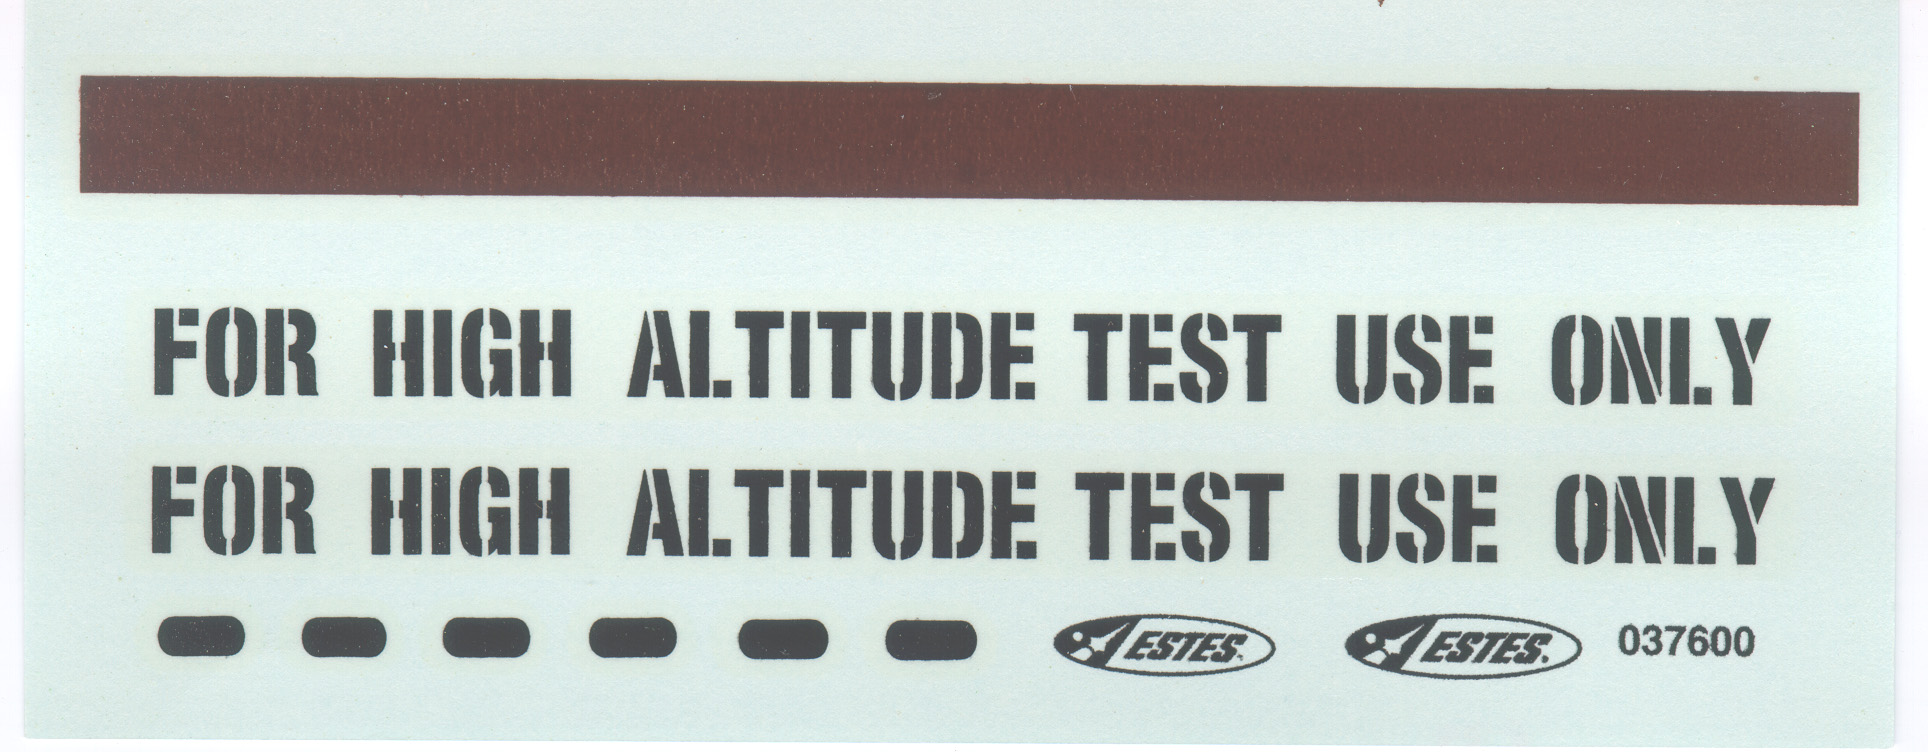 FOR HIGH ALTITUDE TEST USE ONLY
FOR HIGH ALTITUDE TEST USE ONLY
ESTES ESTES 037600